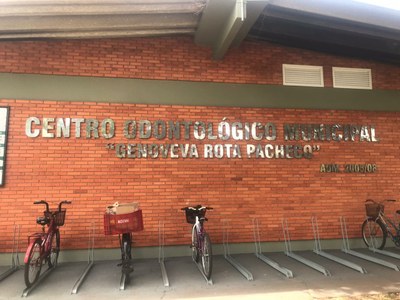 CENTRO ODONTOLÓGICO MUNICIPAL
"GENOVEVA ROTA PACHECO"